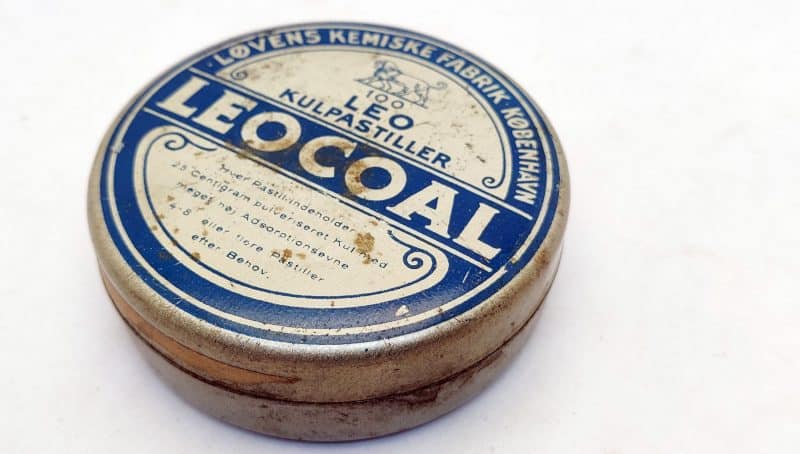 LØVENS KEMISKE FABRIK · KØBENHAVN
100
LEO
KULPASTILLER
LEOCOAL
Hver Pastil indeholder
25 Centigram pulveriseret Kul med
meget høj Adsorptionsevne
4-8 eller flere Pastiller
efter Behov.